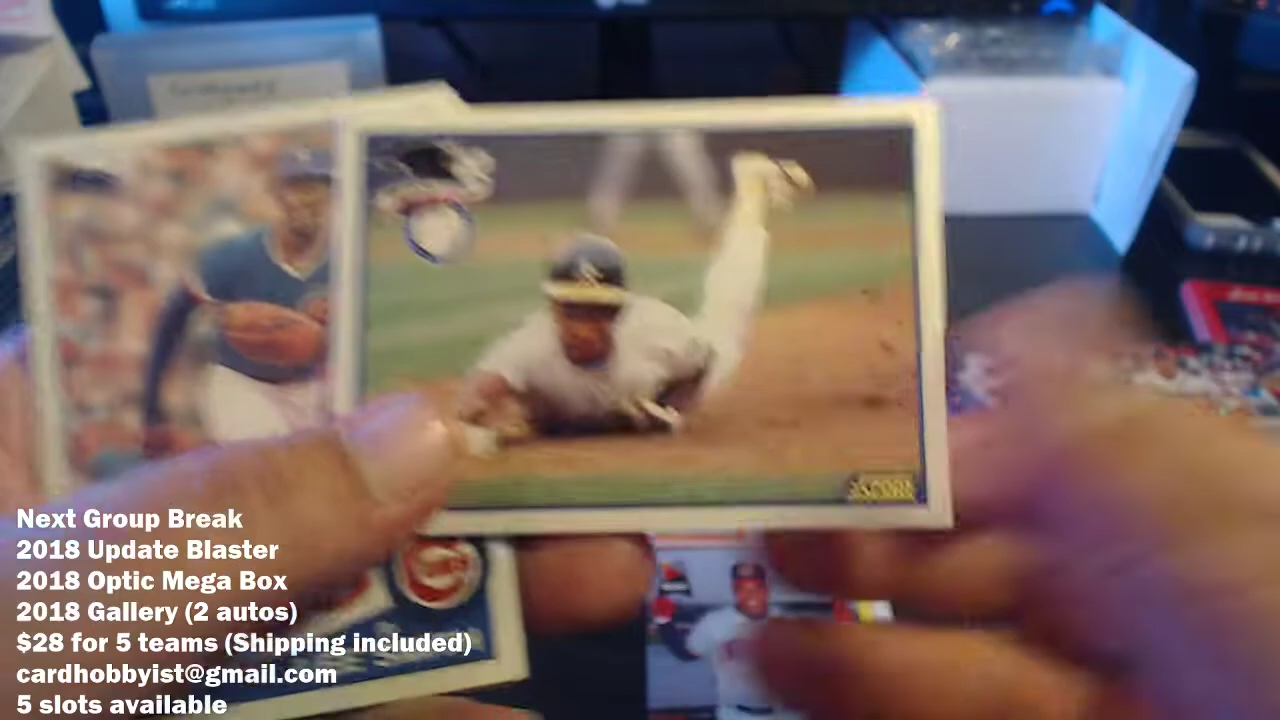 SCORE
Next Group Break
2018 Update Blaster
2018 Optic Mega Box
2018 Gallery (2 autos)
$28 for 5 teams (Shipping included)
cardhobbyist@gmail.com
5 slots available